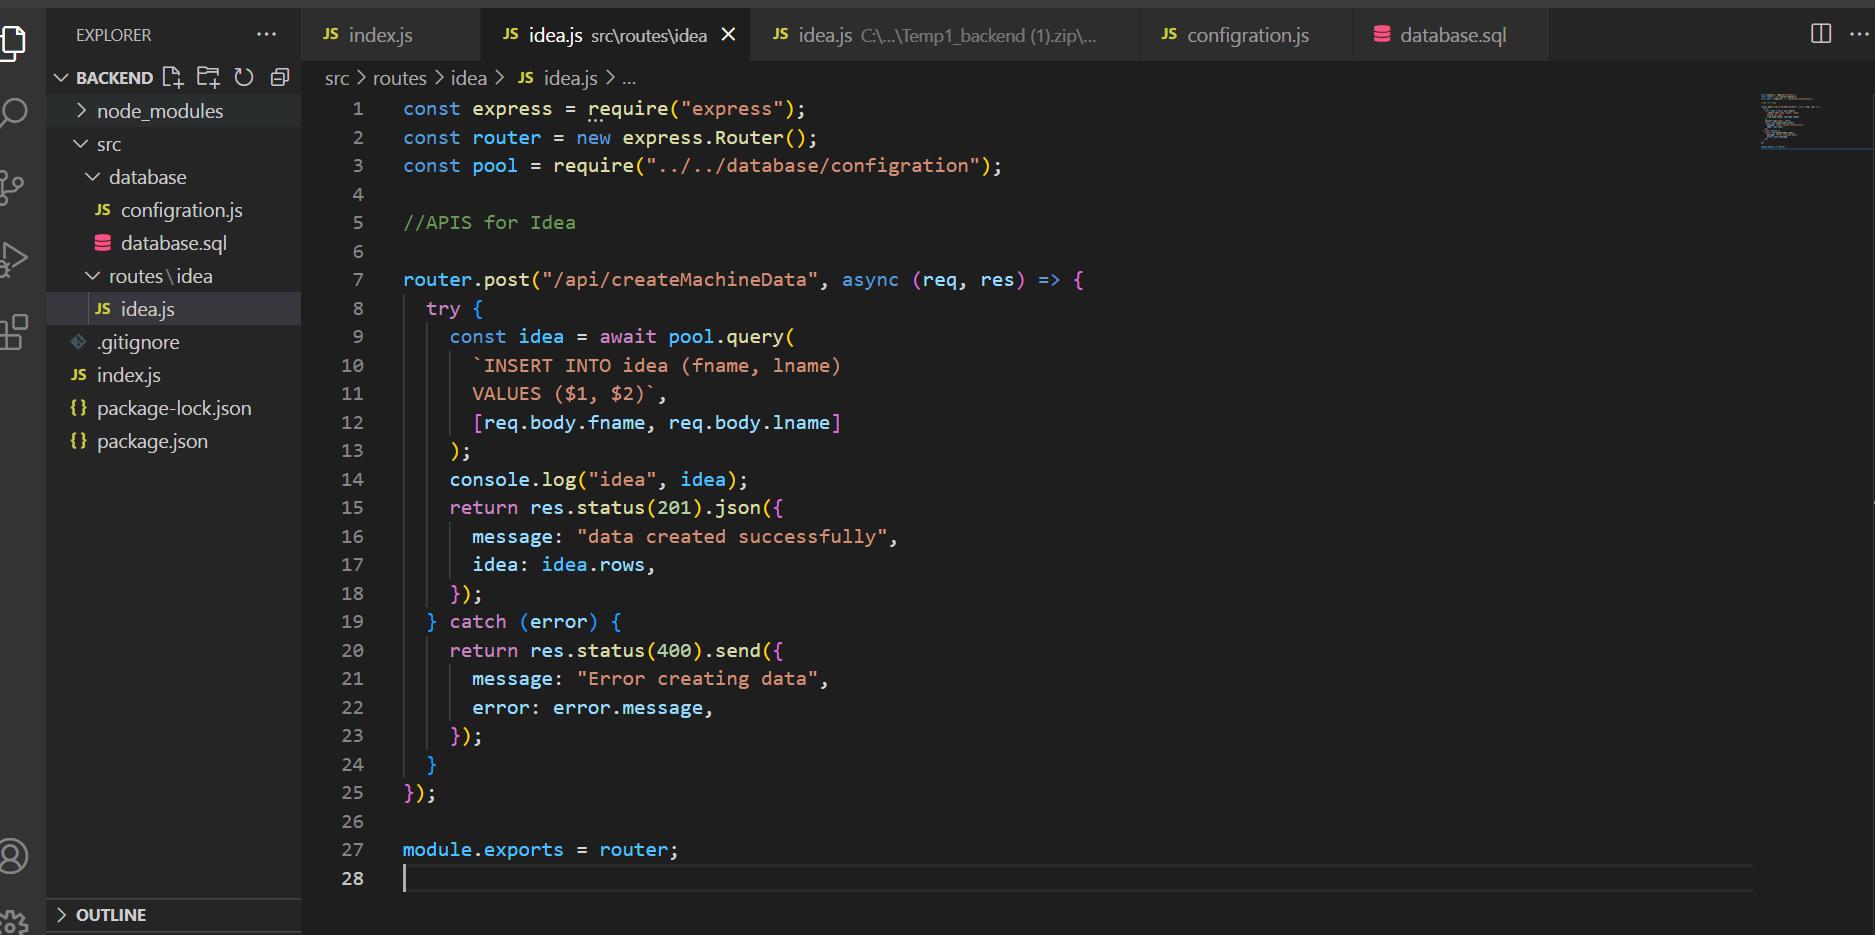 EXPLORER
JS index.js
JS idea.js src\routes\idea
JS idea.js C:\...\Temp1_backend (1).zip\...
JS configration.js
database.sql
BACKEND
node_modules
src
database
JS configration.js
database.sql
routes\idea
JS idea.js
.gitignore
JS index.js
{} package-lock.json
{} package.json
OUTLINE
src > routes > idea > JS idea.js > ...
1 const express = require("express");
2 const router = new express.Router();
3 const pool = require("../../database/configration");
4
5 //APIS for Idea
6
7 router.post("/api/createMachineData", async (req, res) => {
8 try {
9 const idea = await pool.query(
10 `INSERT INTO idea (fname, lname)
11 VALUES ($1, $2)`,
12 [req.body.fname, req.body.lname]
13 );
14 console.log("idea", idea);
15 return res.status(201).json({
16 message: "data created successfully",
17 idea: idea.rows,
18 });
19 } catch (error) {
20 return res.status(400).send({
21 message: "Error creating data",
22 error: error.message,
23 });
24 }
25 });
26
27 module.exports = router;
28